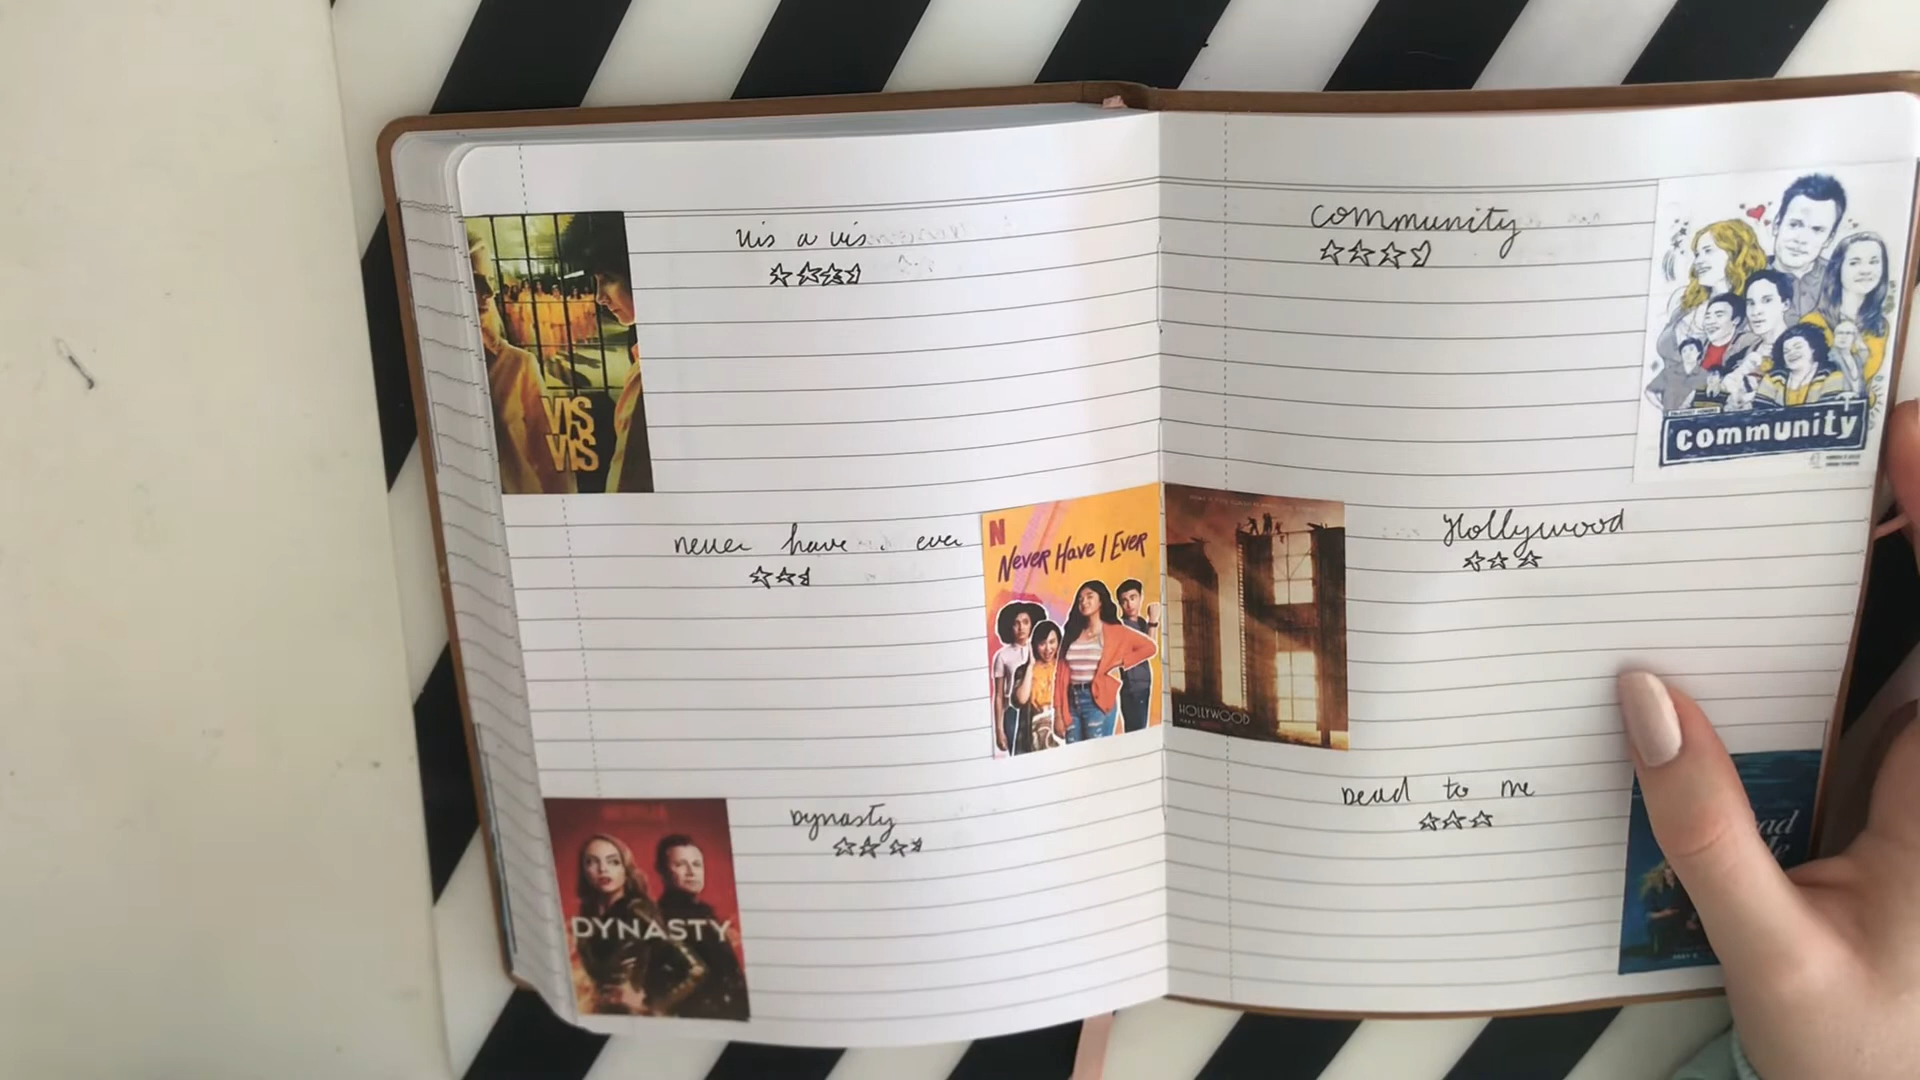 vis a vis
VIS
A
VIS
never have i ever
N
Never Have I Ever
Dynasty
DYNASTY
community
community
Hollywood
HOLLYWOOD
Dead to me